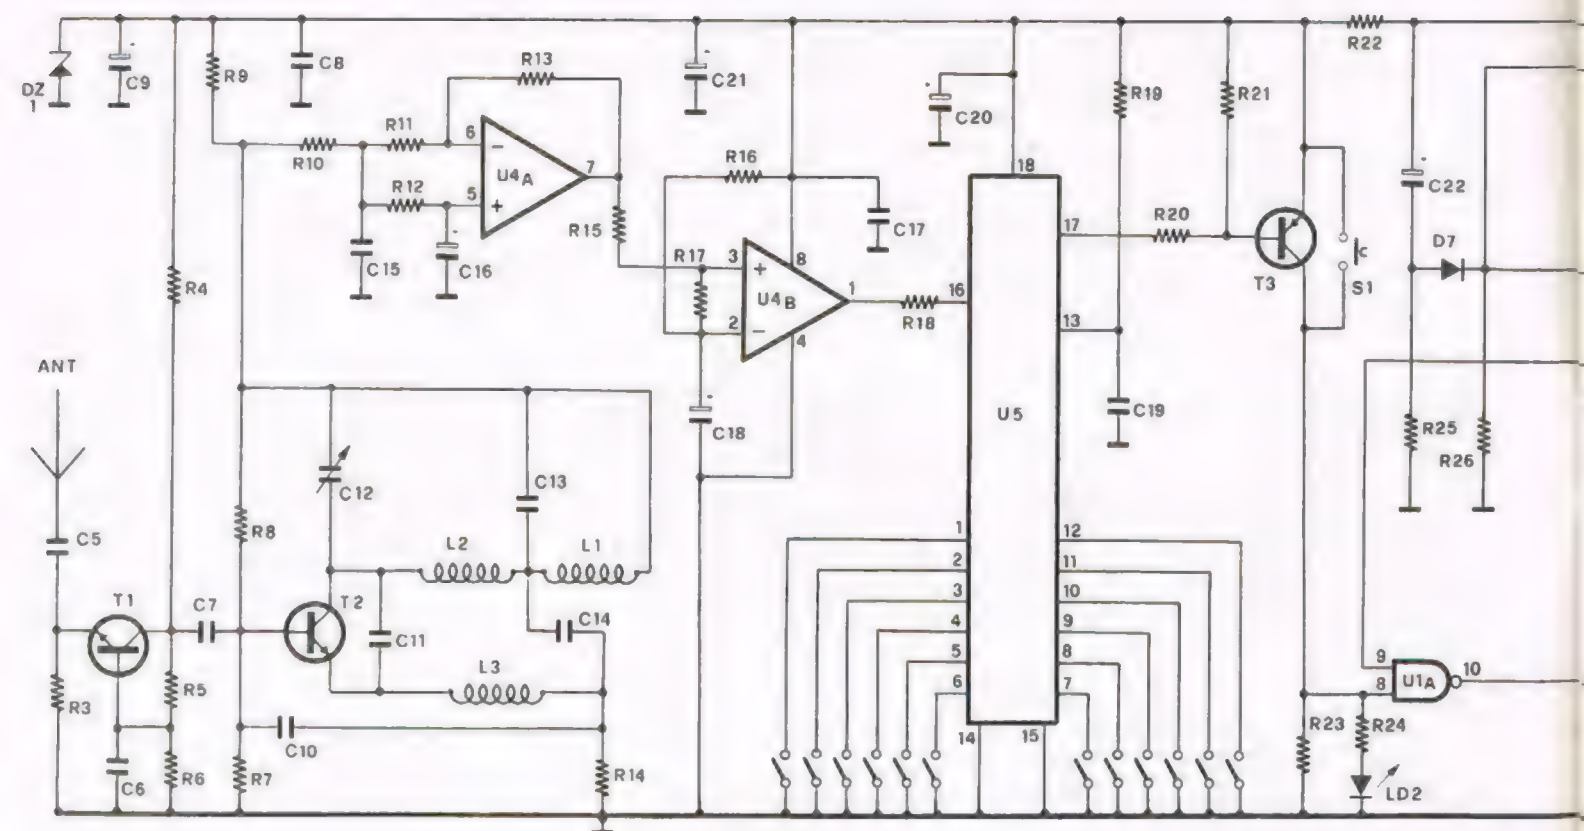 R22
R13
R9
C8
DZ
1
C9
C21
R19
R21
C20
R11
6
−
R10
U4A
7
R16
18
R12
5
+
C22
R4
C15
C16
R15
C17
17
R20
D7
R17
3
+
8
T3
c
S1
U4B
1
R18
16
2
−
4
13
ANT
C19
U5
C18
R25
R26
C12
C13
R8
C5
L2
L1
1
12
2
11
3
10
T1
C7
T2
C14
4
9
C11
5
8
9
U1A
10
L3
6
7
8
R3
R5
R23
R24
14
15
C10
C6
R6
R7
R14
LD2